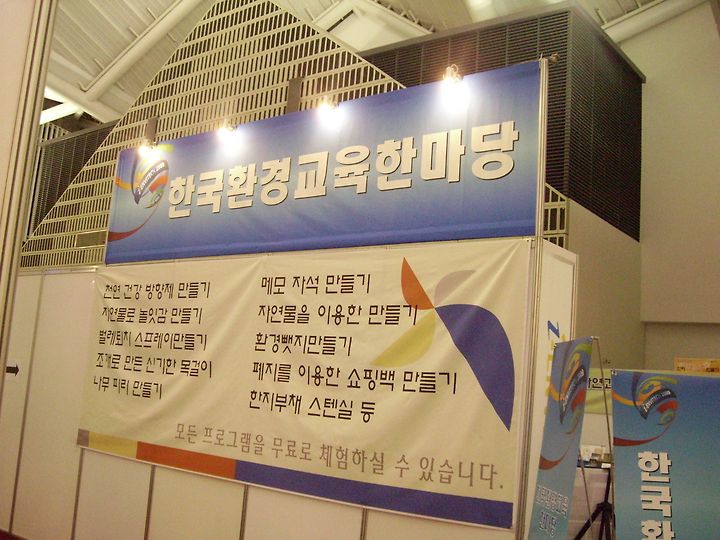 한국환경교육한마당
천연 건강 방향제 만들기
자연물로 놀잇감 만들기
벌레퇴치 스프레이만들기
조개로 만든 신기한 목걸이
나무 피리 만들기
메모 자석 만들기
자연물을 이용한 만들기
환경뺏지만들기
폐지를 이용한 쇼핑백 만들기
한지부채 스텐실 등
모든 프로그램을 무료로 체험하실 수 있습니다.
한국환